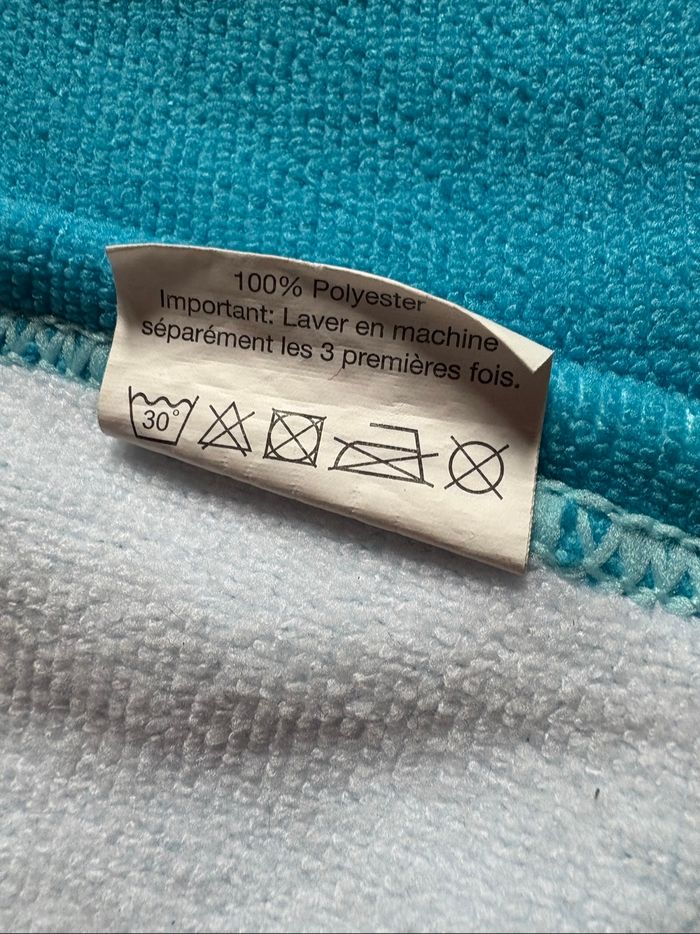 100% Polyester
Important: Laver en machine
séparément les 3 premières fois.
30°